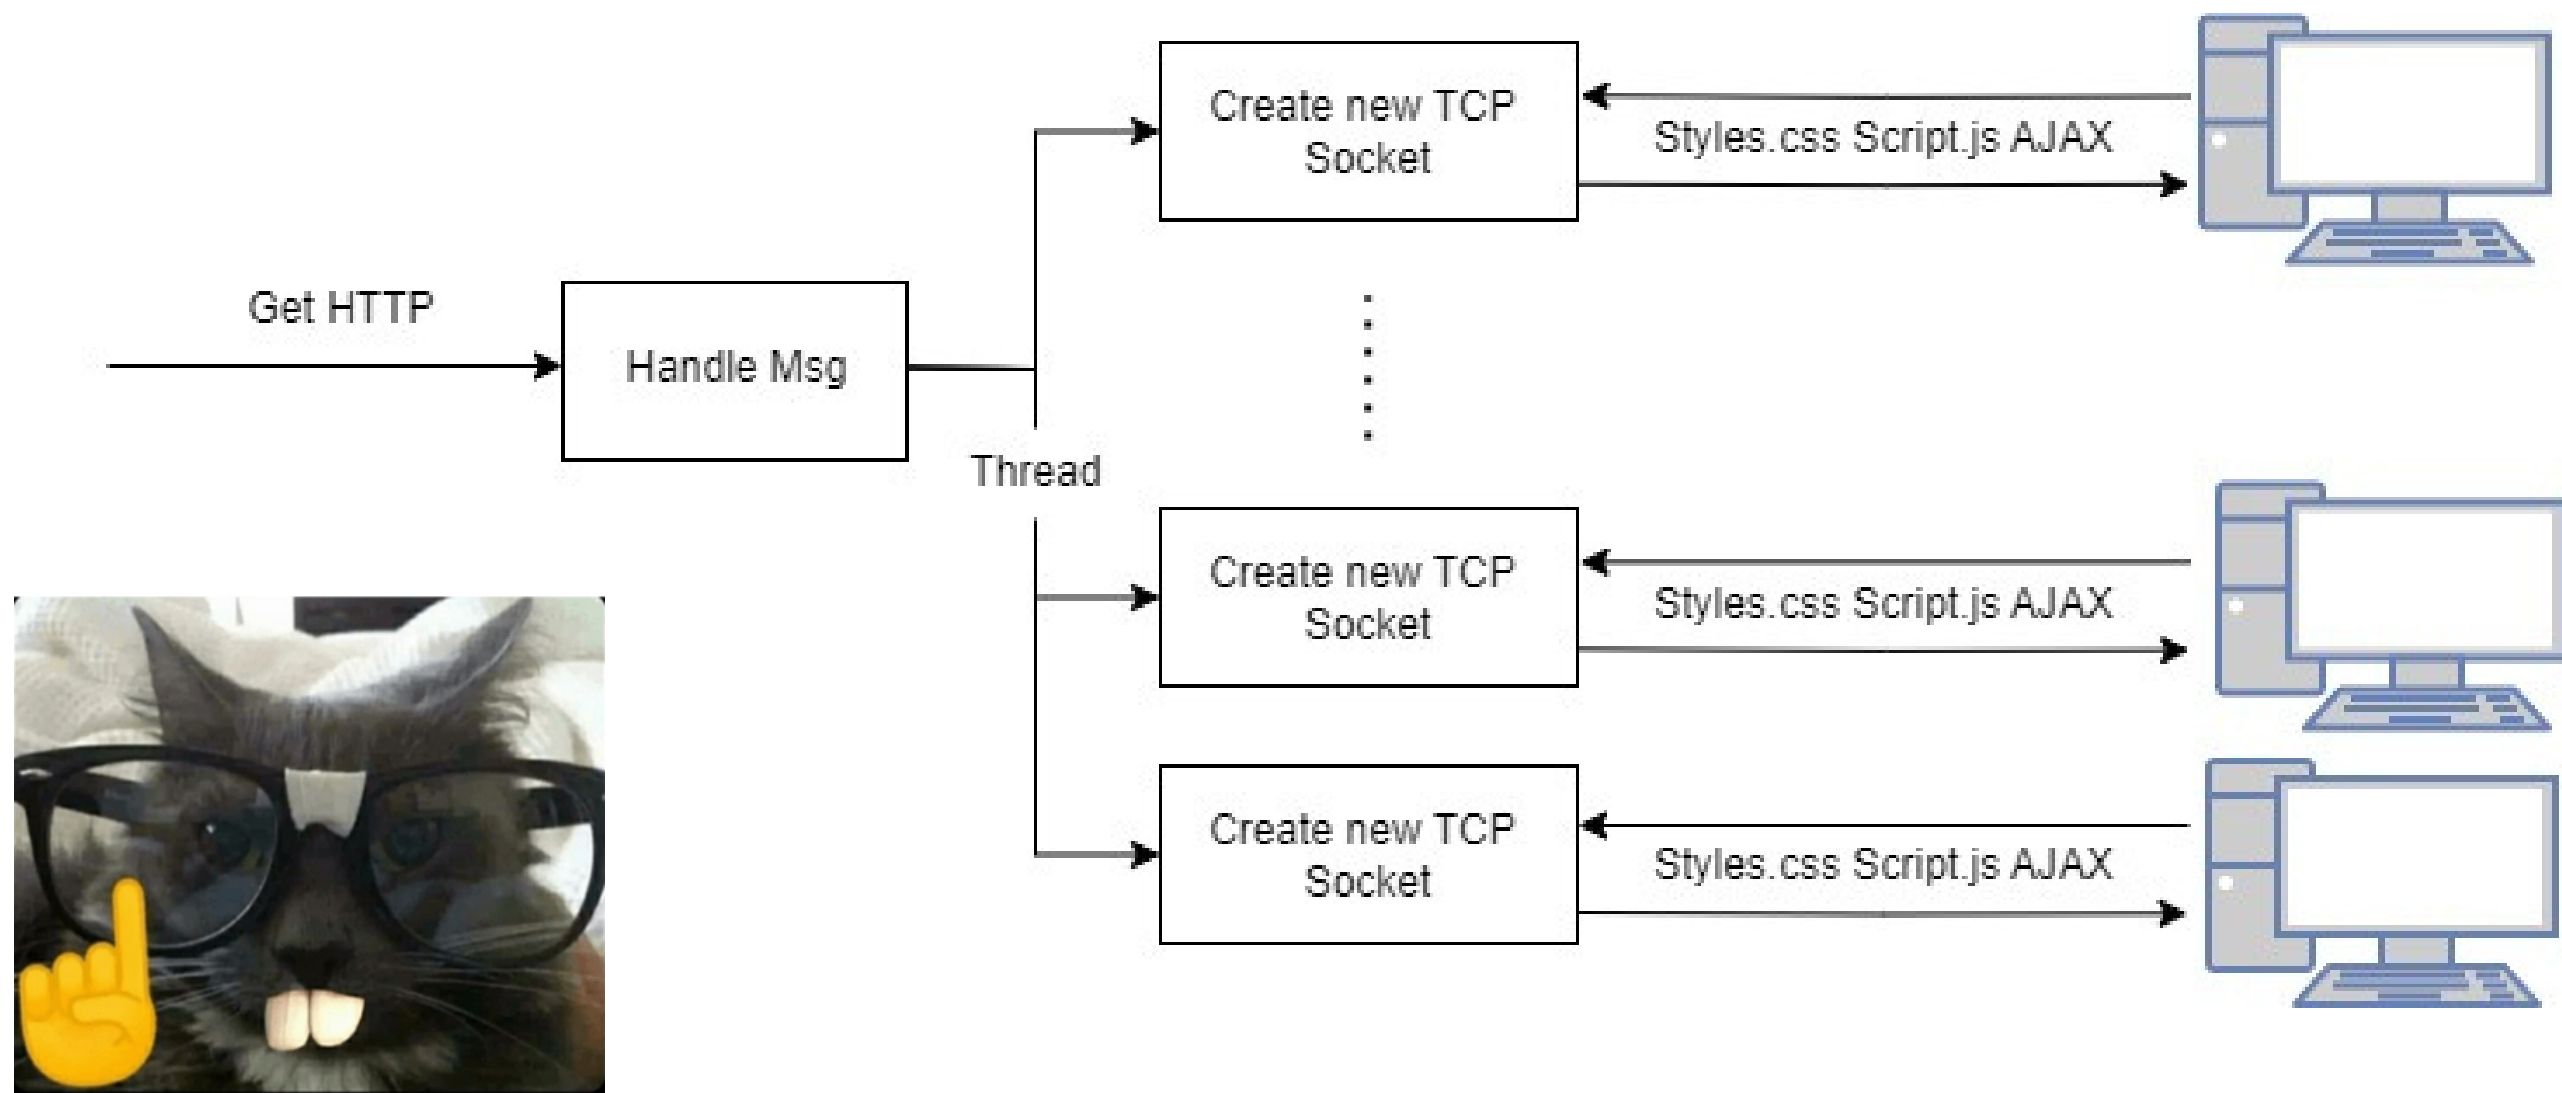 Get HTTP
Handle Msg
Thread
Create new TCP
Socket
Styles.css Script.js AJAX
Create new TCP
Socket
Styles.css Script.js AJAX
Create new TCP
Socket
Styles.css Script.js AJAX